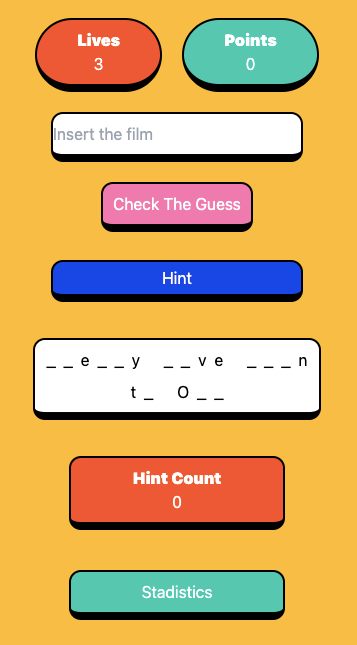 Lives
3
Points
0
Insert the film
Check The Guess
Hint
_ _ e _ _ y _ _ v e _ _ _ n
t _ O _ _
Hint Count
0
Stadistics